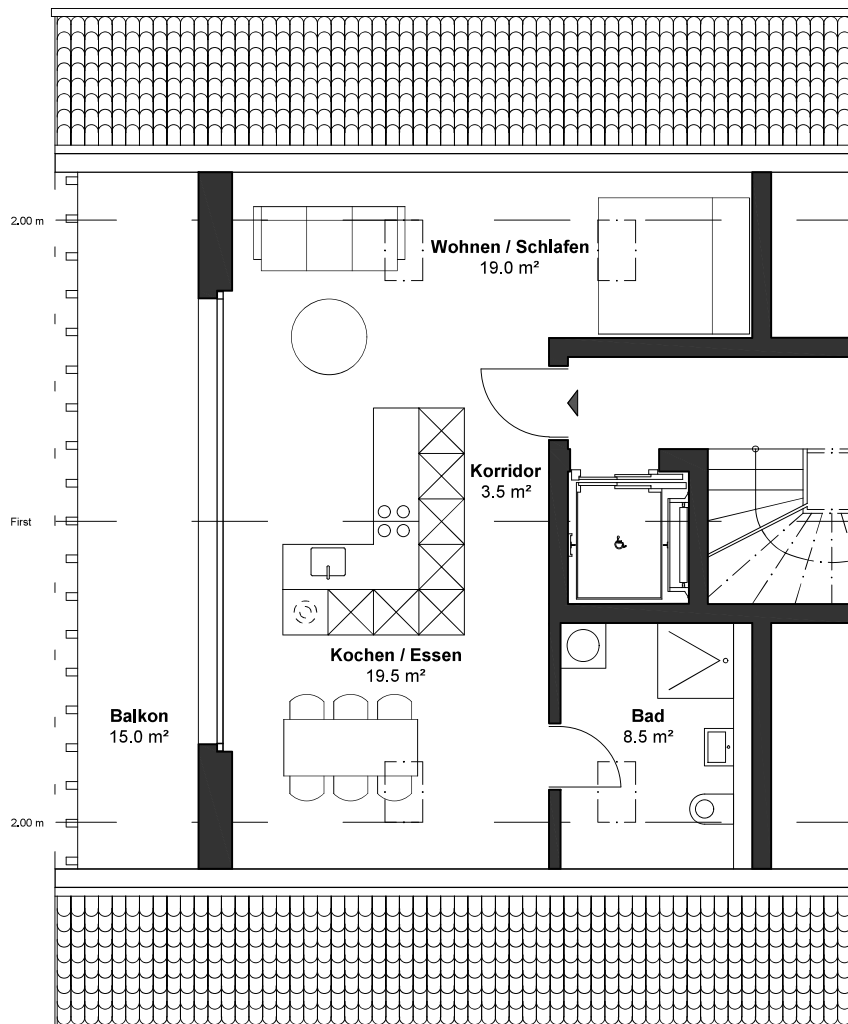 2.00 m
Wohnen / Schlafen
19.0 m²
Korridor
3.5 m²
First
Kochen / Essen
19.5 m²
Balkon
15.0 m²
Bad
8.5 m²
2.00 m